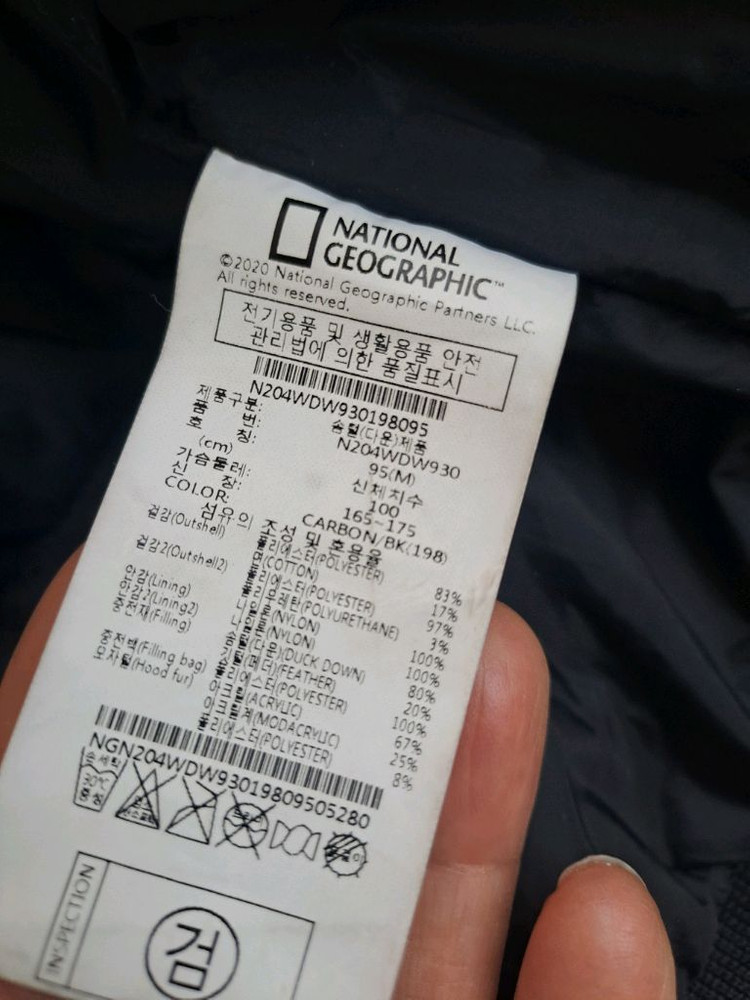 NATIONAL
GEOGRAPHIC™
©2020 National Geographic Partners LLC.
All rights reserved.
전기용품 및 생활용품 안전
관리법에 의한 품질표시
N204WDW930198095
제품구분: 솜털(다운)제품
품 번: N204WDW930
호 칭: 95(M)
(cm) 신체치수
가슴둘레: 100
신 장: 165~175
COLOR: CARBON/BK(198)
섬유의 조성 및 혼용율
겉감(Outshell) 폴리에스터(POLYESTER) 83%
면(COTTON) 17%
겉감2(Outshell2) 폴리에스터(POLYESTER) 97%
폴리우레탄(POLYURETHANE) 3%
안감(Lining) 나일론(NYLON) 100%
안감2(Lining2) 나일론(NYLON) 100%
충전재(Filling) 솜털(다운)(DUCK DOWN) 80%
깃털(페더)(FEATHER) 20%
충전백(Filling bag) 폴리에스터(POLYESTER) 100%
모자털(Hood fur) 아크릴(ACRYLIC) 67%
아크릴계(MODACRYLIC) 25%
폴리에스터(POLYESTER) 8%
NGN204WDW93019809505280
손세탁
30℃
중성
INSPECTION
검